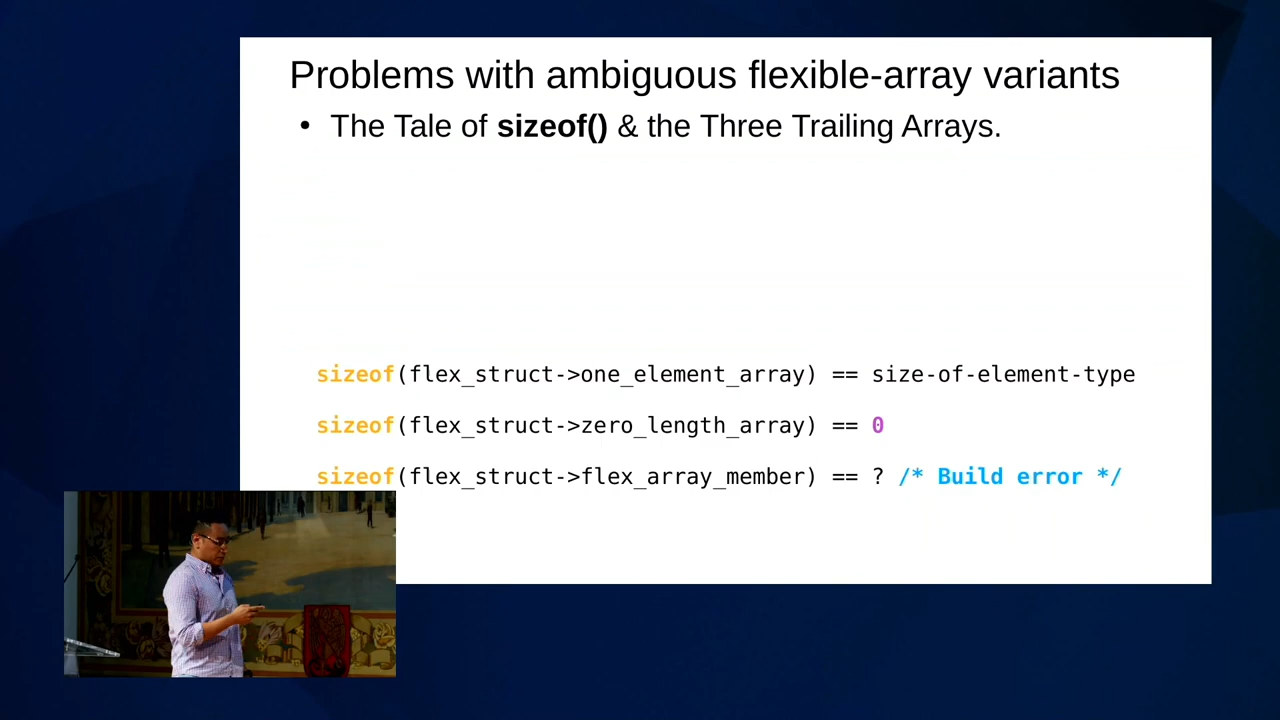 Problems with ambiguous flexible-array variants
• The Tale of sizeof() & the Three Trailing Arrays.
sizeof(flex_struct->one_element_array) == size-of-element-type
sizeof(flex_struct->zero_length_array) == 0
sizeof(flex_struct->flex_array_member) == ? /* Build error */